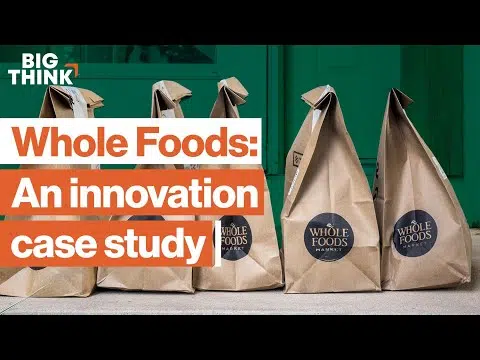 BIG
THINK
Whole Foods:
An innovation
case study
WHOLE
FOODS
MARKET
WHOLE
FOODS
MARKET